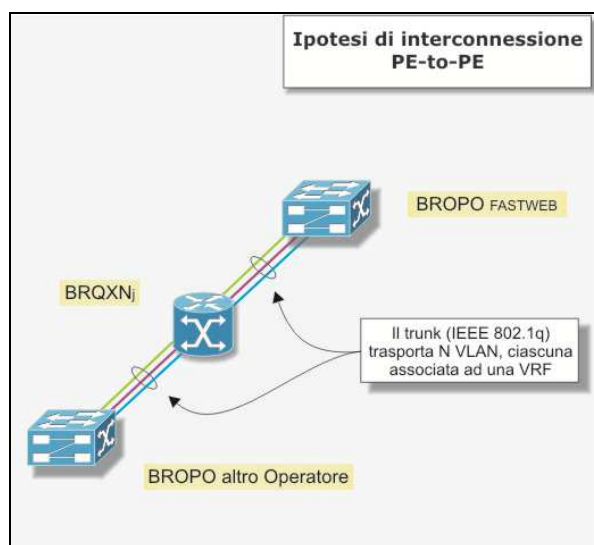 Ipotesi di interconnessione
PE-to-PE
BROPO FASTWEB
BRQXNj
Il trunk (IEEE 802.1q)
trasporta N VLAN, ciascuna
associata ad una VRF
BROPO altro Operatore